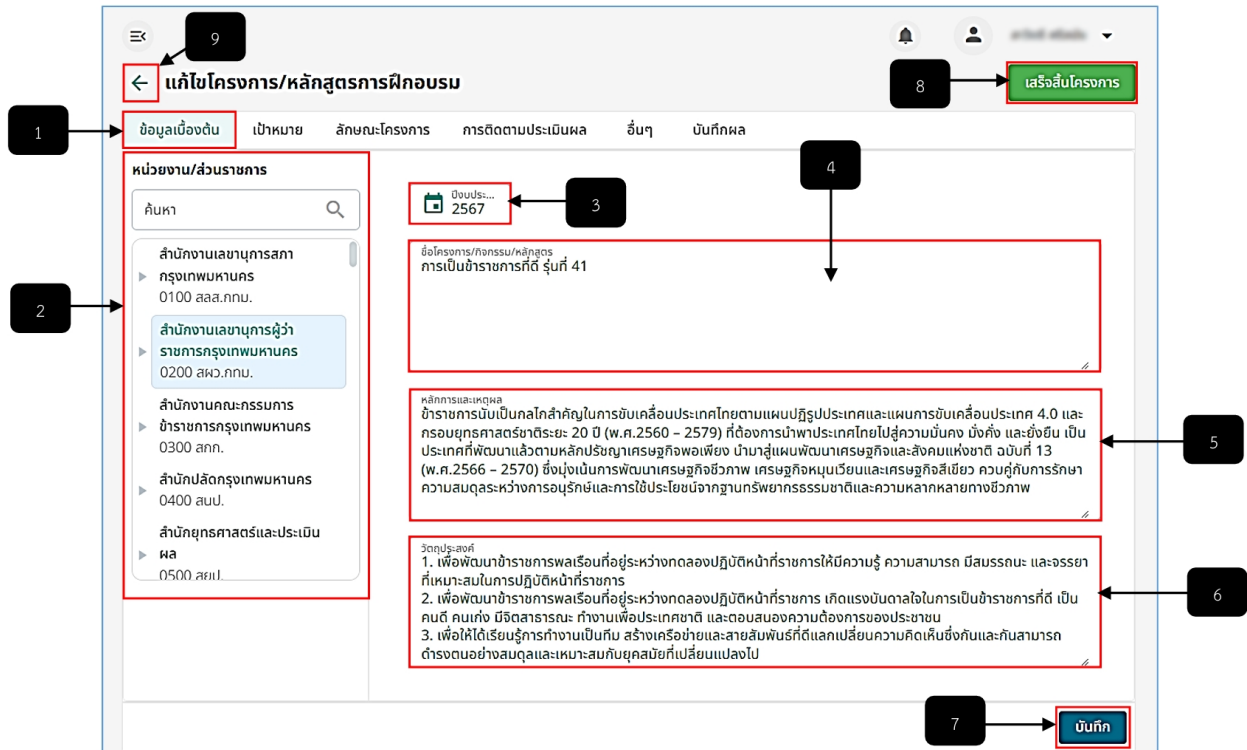 9
แก้ไขโครงการ/หลักสูตรการฝึกอบรม
8
เสร็จสิ้นโครงการ
1
ข้อมูลเบื้องต้น เป้าหมาย ลักษณะโครงการ การติดตามประเมินผล อื่นๆ บันทึกผล
หน่วยงาน/ส่วนราชการ
ค้นหา
2
สำนักงานเลขานุการสภา
กรุงเทพมหานคร
0100 สลส.กทม.
สำนักงานเลขานุการผู้ว่า
ราชการกรุงเทพมหานคร
0200 สผว.กทม.
สำนักงานคณะกรรมการ
ข้าราชการกรุงเทพมหานคร
0300 สกก.
สำนักปลัดกรุงเทพมหานคร
0400 สนป.
สำนักยุทธศาสตร์และประเมิน
ผล
0500 สยป.
ปีงบประ...
2567
3
4
ชื่อโครงการ/กิจกรรม/หลักสูตร
การเป็นข้าราชการที่ดี รุ่นที่ 41
หลักการและเหตุผล
ข้าราชการนับเป็นกลไกสำคัญในการขับเคลื่อนประเทศไทยตามแผนปฏิรูปประเทศและแผนการขับเคลื่อนประเทศ 4.0 และ
กรอบยุทธศาสตร์ชาติระยะ 20 ปี (พ.ศ.2560 – 2579) ที่ต้องการนำพาประเทศไทยไปสู่ความมั่นคง มั่งคั่ง และยั่งยืน เป็น
ประเทศที่พัฒนาแล้วตามหลักปรัชญาเศรษฐกิจพอเพียง นำมาสู่แผนพัฒนาเศรษฐกิจและสังคมแห่งชาติ ฉบับที่ 13
(พ.ศ.2566 – 2570) ซึ่งมุ่งเน้นการพัฒนาเศรษฐกิจชีวภาพ เศรษฐกิจหมุนเวียนและเศรษฐกิจสีเขียว ควบคู่กับการรักษา
ความสมดุลระหว่างการอนุรักษ์และการใช้ประโยชน์จากฐานทรัพยากรธรรมชาติและความหลากหลายทางชีวภาพ
5
วัตถุประสงค์
1. เพื่อพัฒนาข้าราชการพลเรือนที่อยู่ระหว่างทดลองปฏิบัติหน้าที่ราชการให้มีความรู้ ความสามารถ มีสมรรถนะ และจรรยา
ที่เหมาะสมในการปฏิบัติหน้าที่ราชการ
2. เพื่อพัฒนาข้าราชการพลเรือนที่อยู่ระหว่างทดลองปฏิบัติหน้าที่ราชการ เกิดแรงบันดาลใจในการเป็นข้าราชการที่ดี เป็น
คนดี คนเก่ง มีจิตสาธารณะ ทำงานเพื่อประเทศชาติ และตอบสนองความต้องการของประชาชน
3. เพื่อให้ได้เรียนรู้การทำงานเป็นทีม สร้างเครือข่ายและสายสัมพันธ์ที่ดีแลกเปลี่ยนความคิดเห็นซึ่งกันและกันสามารถ
ดำรงตนอย่างสมดุลและเหมาะสมกับยุคสมัยที่เปลี่ยนแปลงไป
6
7
บันทึก